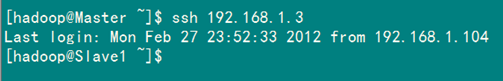 [hadoop@Master ~]$ ssh 192.168.1.3
Last login: Mon Feb 27 23:52:33 2012 from 192.168.1.104
[hadoop@Slave1 ~]$